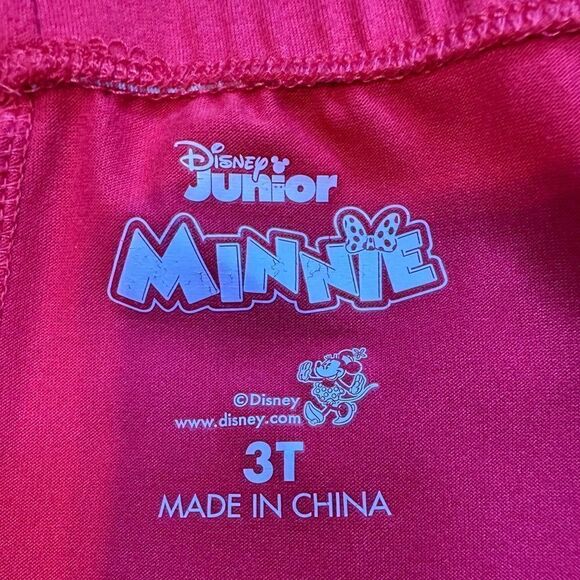 Disney
Junior
MINNIE
©Disney
www.disney.com
3T
MADE IN CHINA